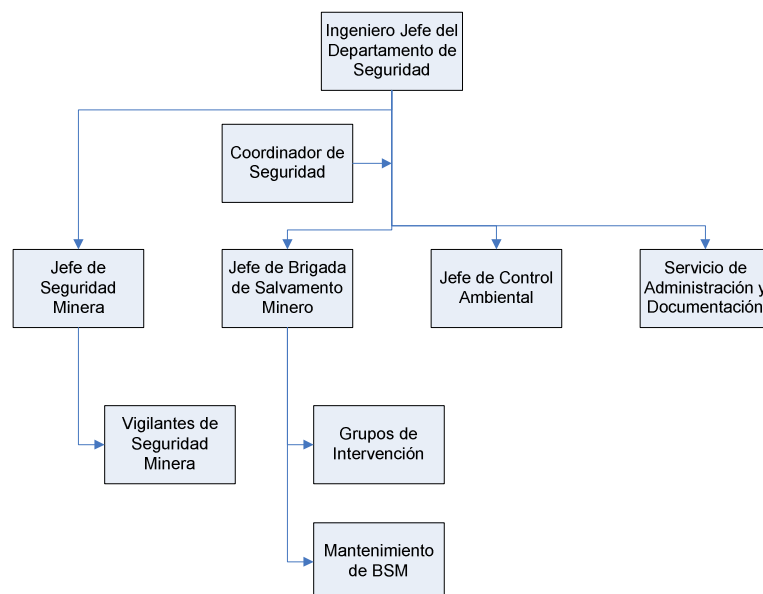 Ingeniero Jefe del
Departamento de
Seguridad
Coordinador de
Seguridad
Jefe de
Seguridad
Minera
Jefe de Brigada
de Salvamento
Minero
Jefe de Control
Ambiental
Servicio de
Administración y
Documentación
Vigilantes de
Seguridad
Minera
Grupos de
Intervención
Mantenimiento
de BSM